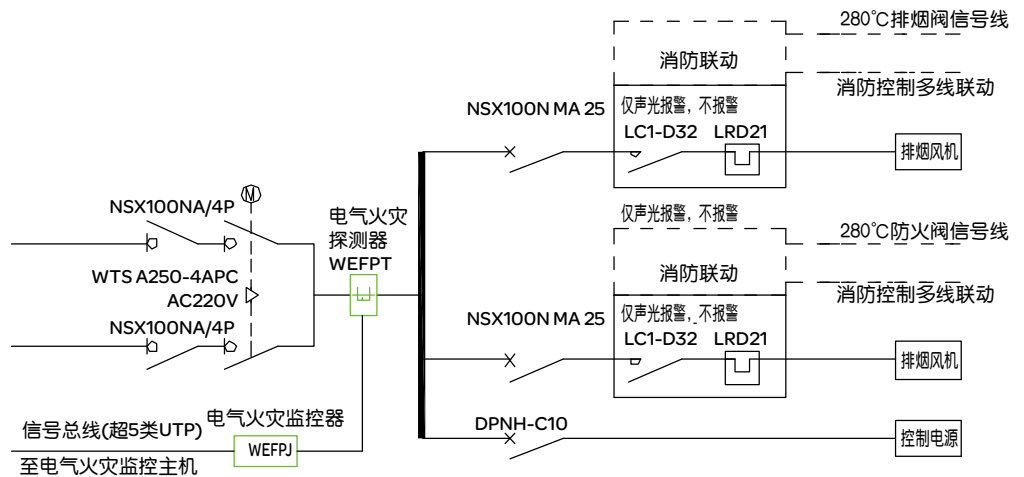 280℃排烟阀信号线
消防联动
消防控制多线联动
NSX100N MA 25
仅声光报警，不报警
LC1-D32 LRD21
排烟风机
M
NSX100NA/4P
电气火灾
探测器
WEFPT
WTS A250-4APC
AC220V
NSX100NA/4P
仅声光报警，不报警
280℃防火阀信号线
消防联动
消防控制多线联动
NSX100N MA 25
仅声光报警，不报警
LC1-D32 LRD21
排烟风机
DPNH-C10
控制电源
信号总线(超5类UTP)
电气火灾监控器
WEFPJ
至电气火灾监控主机